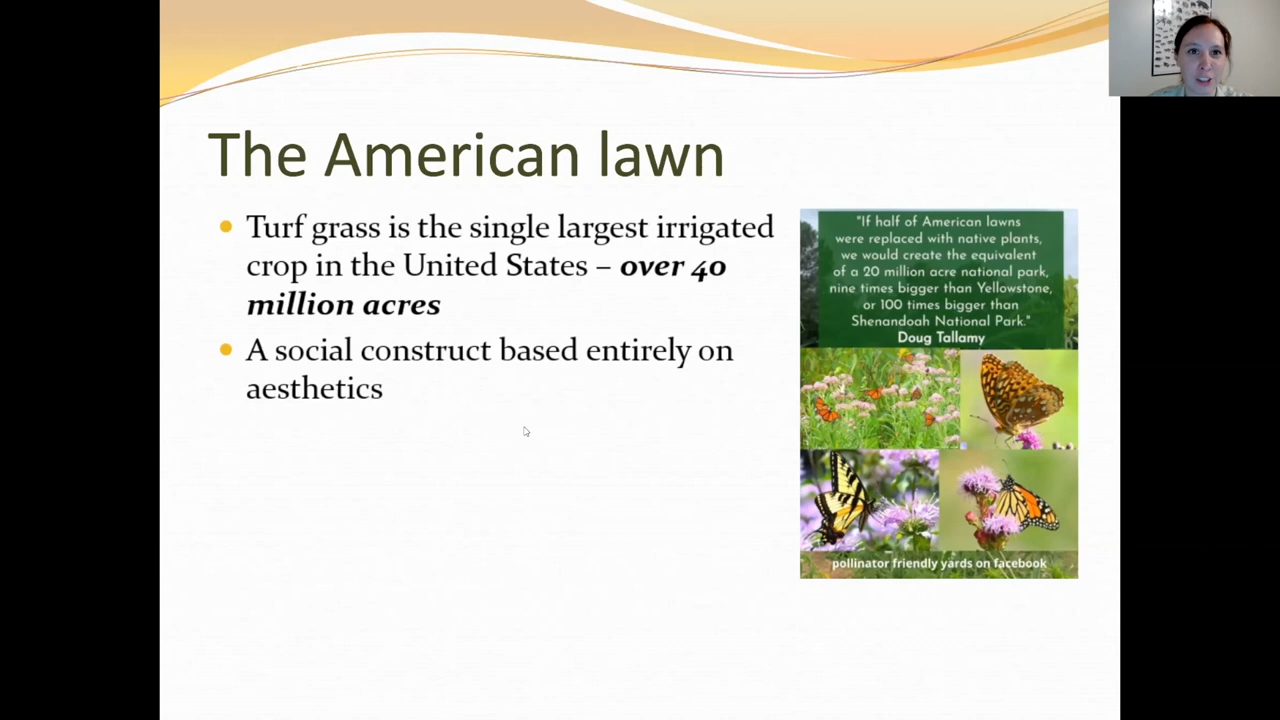 The American lawn
Turf grass is the single largest irrigated
crop in the United States – over 40
million acres
A social construct based entirely on
aesthetics
"If half of American lawns
were replaced with native plants,
we would create the equivalent
of a 20 million acre national park,
nine times bigger than Yellowstone,
or 100 times bigger than
Shenandoah National Park."
Doug Tallamy
pollinator friendly yards on facebook